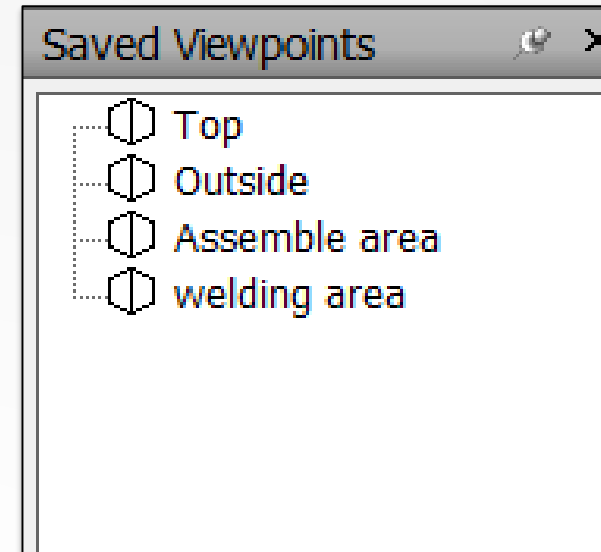 Saved Viewpoints
Top
Outside
Assemble area
welding area